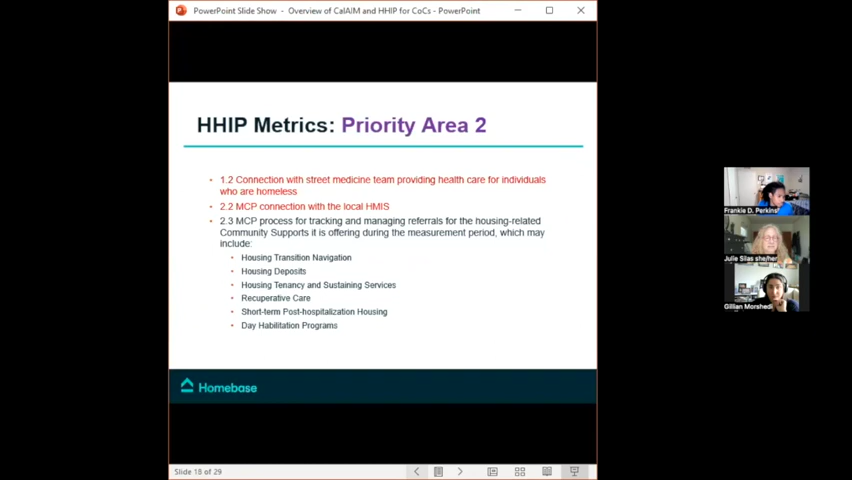 PowerPoint Slide Show - Overview of CalAIM and HHIP for CoCs - PowerPoint
HHIP Metrics: Priority Area 2
• 1.2 Connection with street medicine team providing health care for individuals
who are homeless
• 2.2 MCP connection with the local HMIS
• 2.3 MCP process for tracking and managing referrals for the housing-related
Community Supports it is offering during the measurement period, which may
include:
• Housing Transition Navigation
• Housing Deposits
• Housing Tenancy and Sustaining Services
• Recuperative Care
• Short-term Post-hospitalization Housing
• Day Habilitation Programs
Homebase
Slide 18 of 29
Frankie D. Perkins
Julie Silas she/her
Gillian Morshedi